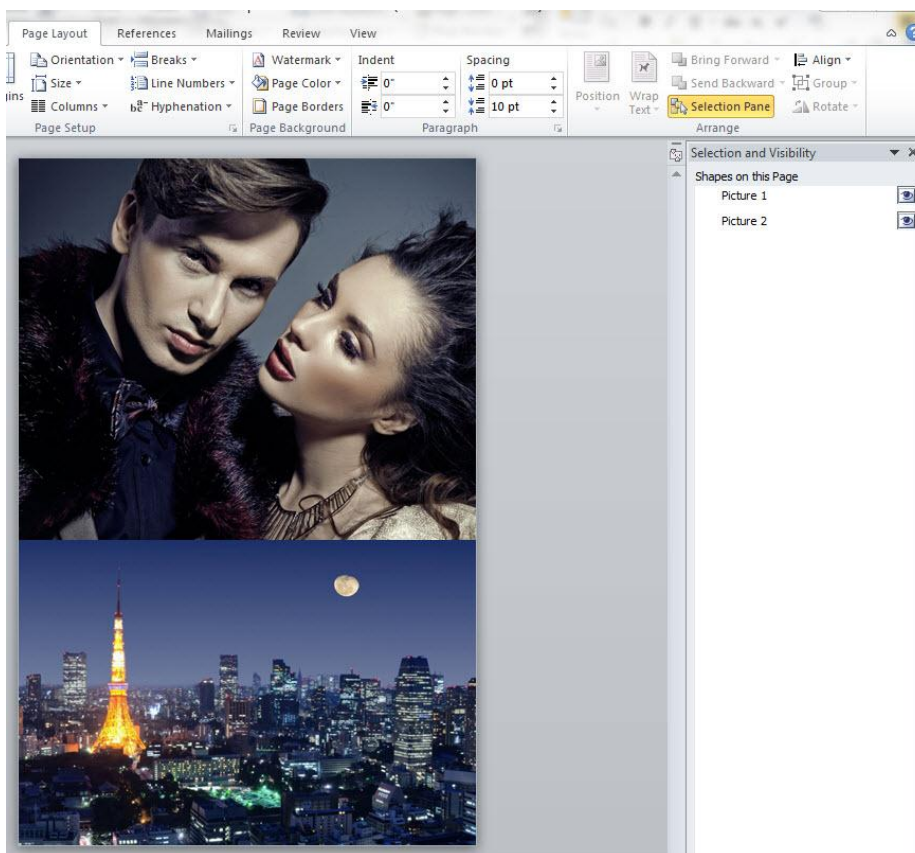 Page Layout References Mailings Review View
Orientation Breaks Watermark Indent Spacing Bring Forward Align
Size Line Numbers Page Color 0" 0 pt Position Wrap Text Send Backward Group
Columns Hyphenation Page Borders 0" 10 pt Selection Pane Rotate
Page Setup Page Background Paragraph Arrange
Selection and Visibility
Shapes on this Page
Picture 1
Picture 2